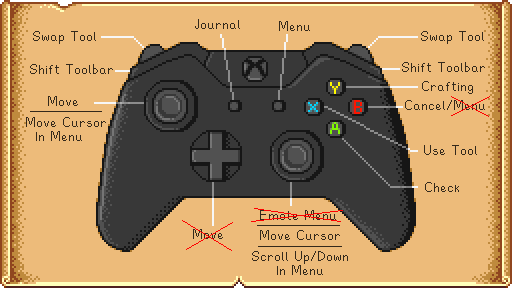 Journal
Menu
Swap Tool
Swap Tool
Shift Toolbar
Shift Toolbar
Y
Crafting
Move
X
B
Cancel/Menu
Move Cursor
In Menu
A
Use Tool
Check
Move
Emote Menu
Move Cursor
Scroll Up/Down
In Menu